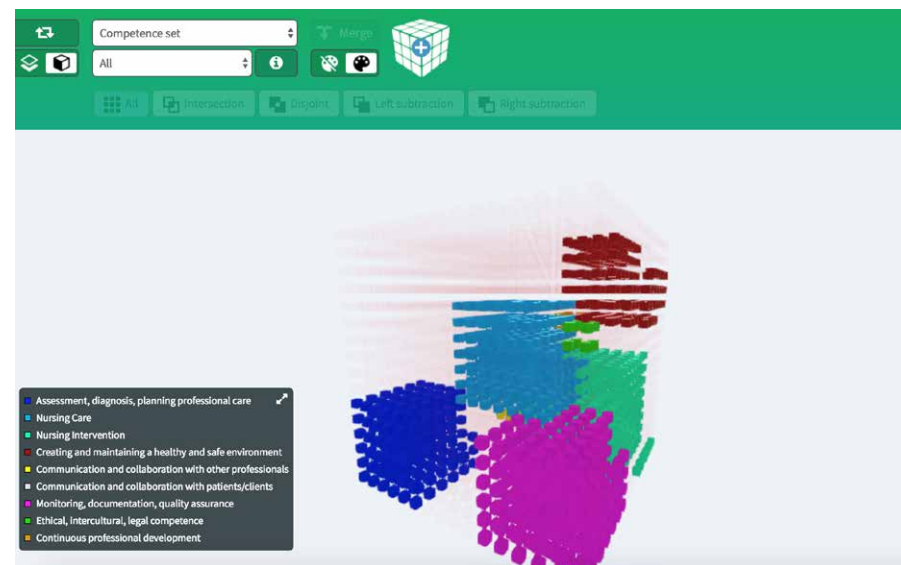 Competence set
Merge
All
All
Intersection
Disjoint
Left subtraction
Right subtraction
Assessment, diagnosis, planning professional care
Nursing Care
Nursing Intervention
Creating and maintaining a healthy and safe environment
Communication and collaboration with other professionals
Communication and collaboration with patients/clients
Monitoring, documentation, quality assurance
Ethical, intercultural, legal competence
Continuous professional development